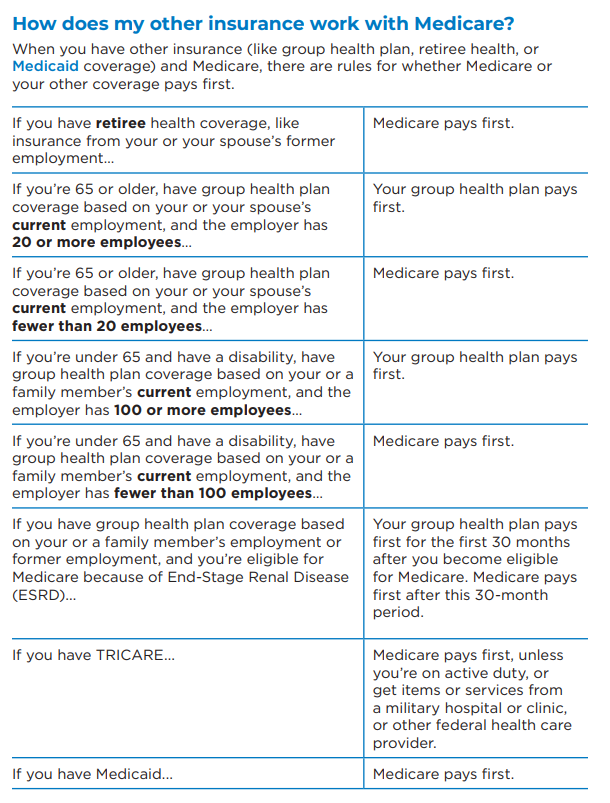 How does my other insurance work with Medicare?
When you have other insurance (like group health plan, retiree health, or
Medicaid coverage) and Medicare, there are rules for whether Medicare or
your other coverage pays first.
If you have retiree health coverage, like
insurance from your or your spouse's former
employment...
Medicare pays first.
If you're 65 or older, have group health plan
coverage based on your or your spouse's
current employment, and the employer has
20 or more employees...
Your group health plan pays
first.
If you're 65 or older, have group health plan
coverage based on your or your spouse's
current employment, and the employer has
fewer than 20 employees...
Medicare pays first.
If you're under 65 and have a disability, have
group health plan coverage based on your or a
family member's current employment, and the
employer has 100 or more employees...
Your group health plan pays
first.
If you're under 65 and have a disability, have
group health plan coverage based on your or a
family member's current employment, and the
employer has fewer than 100 employees...
Medicare pays first.
If you have group health plan coverage based
on your or a family member's employment or
former employment, and you're eligible for
Medicare because of End-Stage Renal Disease
(ESRD)...
Your group health plan pays
first for the first 30 months
after you become eligible
for Medicare. Medicare pays
first after this 30-month
period.
If you have TRICARE...
Medicare pays first, unless
you're on active duty, or
get items or services from
a military hospital or clinic,
or other federal health care
provider.
If you have Medicaid...
Medicare pays first.